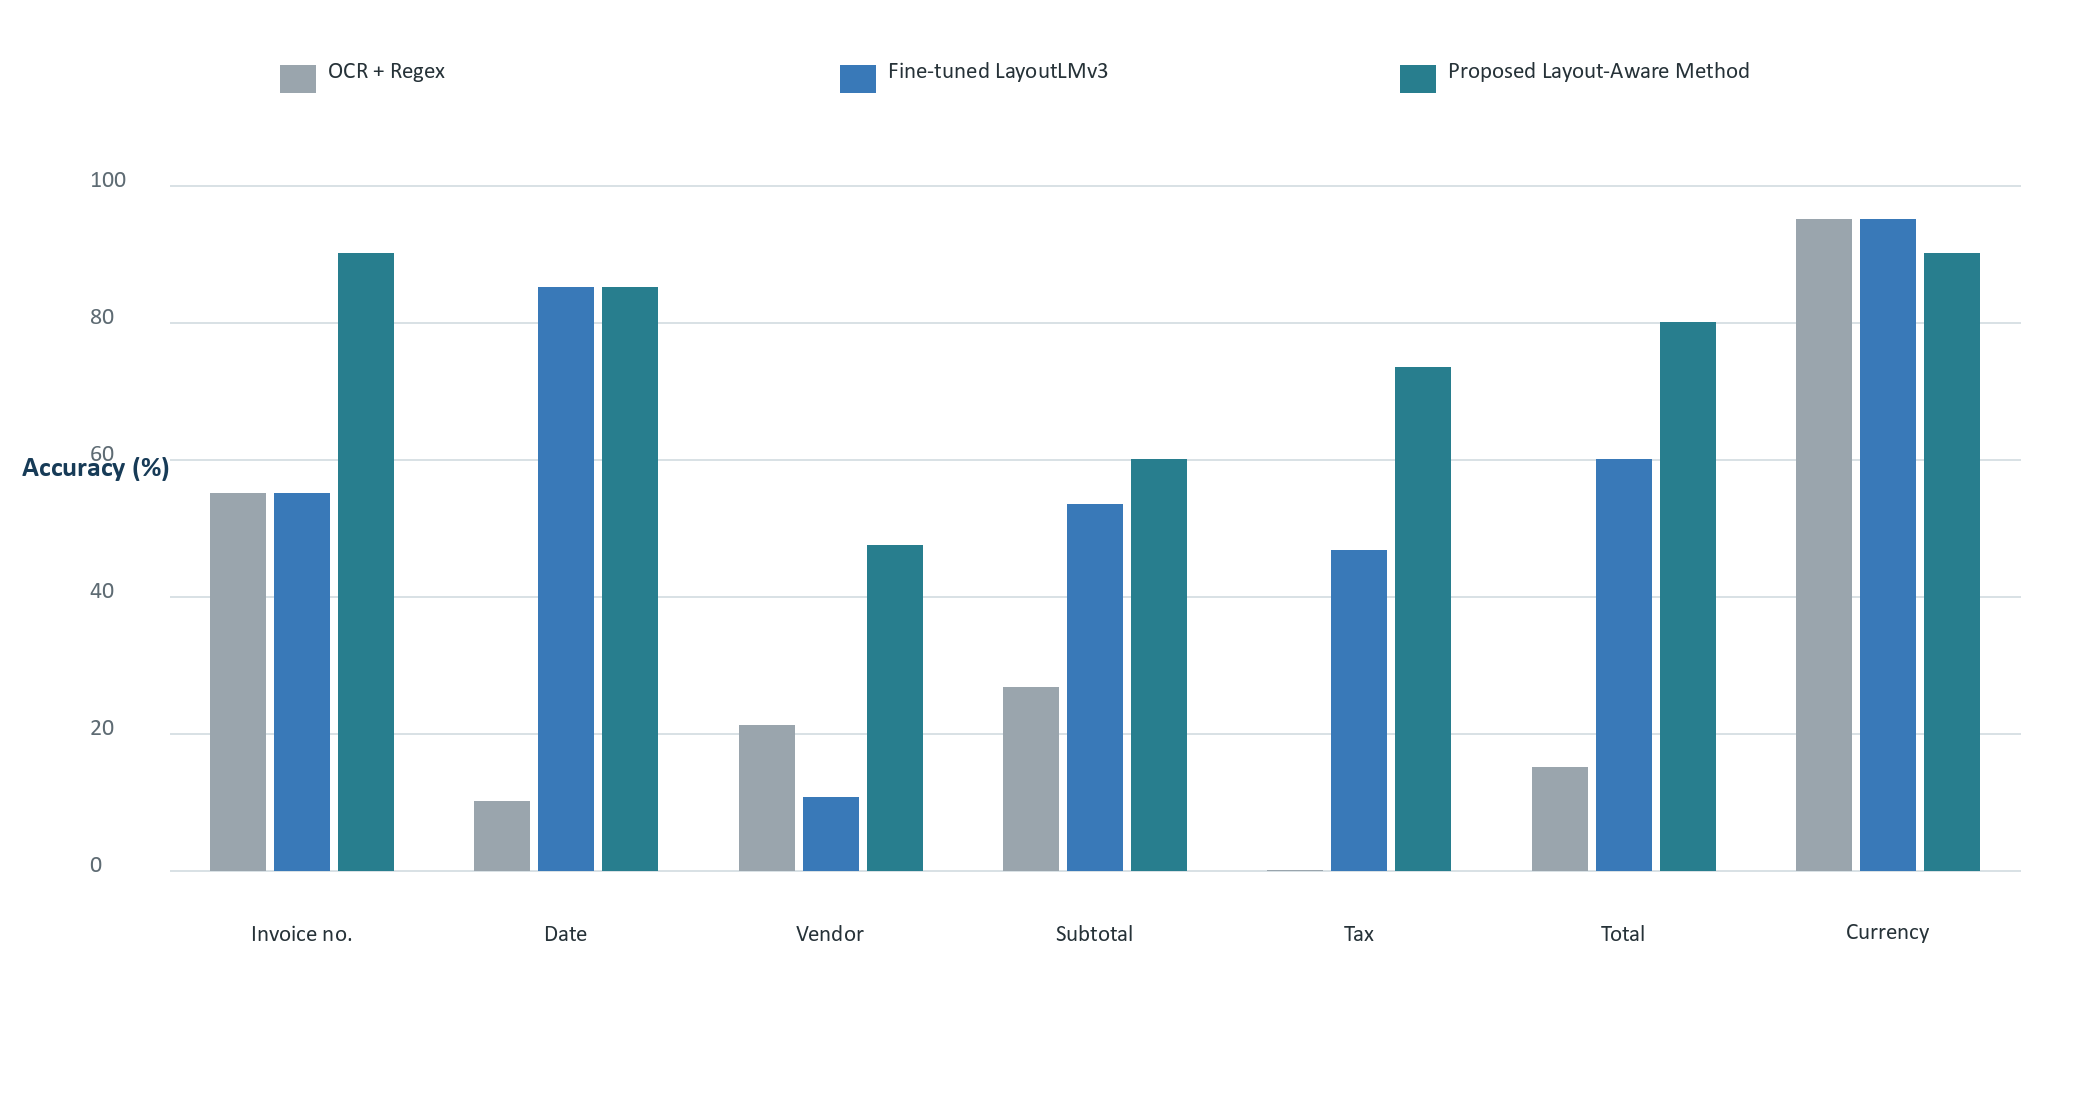 OCR + Regex
Fine-tuned LayoutLMv3
Proposed Layout-Aware Method
100
80
60
Accuracy (%)
40
20
0
Invoice no.
Date
Vendor
Subtotal
Tax
Total
Currency